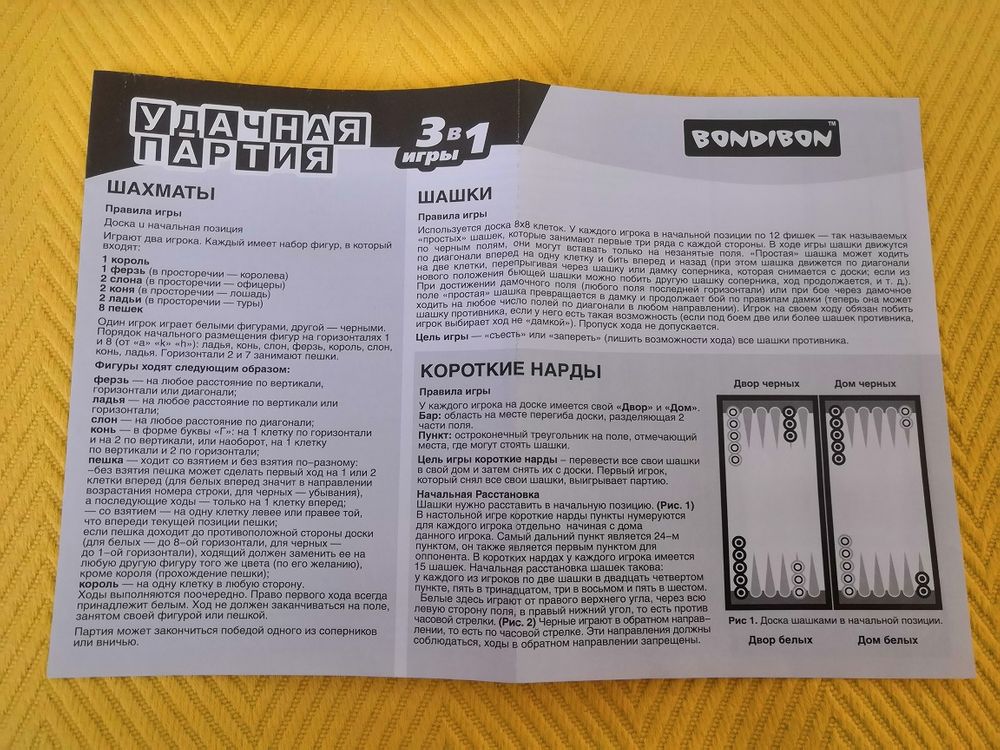 УДАЧНАЯ
ПАРТИЯ
3 в 1
игры
BONDIBON™
ШАХМАТЫ
Правила игры
Доска и начальная позиция
Играют два игрока. Каждый имеет набор фигур, в который
входят:
1 король
1 ферзь (в просторечии — королева)
2 слона (в просторечии — офицеры)
2 коня (в просторечии — лошадь)
2 ладьи (в просторечии — туры)
8 пешек
Один игрок играет белыми фигурами, другой — черными.
Порядок начального размещения фигур на горизонталях 1
и 8 (от «a» «k» «h»): ладья, конь, слон, ферзь, король, слон,
конь, ладья. Горизонтали 2 и 7 занимают пешки.
Фигуры ходят следующим образом:
ферзь — на любое расстояние по вертикали,
горизонтали или диагонали;
ладья — на любое расстояние по вертикали или
горизонтали;
слон — на любое расстояние по диагонали;
конь — в форме буквы «Г»: на 1 клетку по горизонтали
и на 2 по вертикали, или наоборот, на 1 клетку
по вертикали и 2 по горизонтали;
пешка — ходит со взятием и без взятия по–разному:
–без взятия пешка может сделать первый ход на 1 или 2
клетки вперед (для белых вперед значит в направлении
возрастания номера строки, для черных — убывания),
а последующие ходы — только на 1 клетку вперед;
— со взятием — на одну клетку левее или правее той,
что впереди текущей позиции пешки;
если пешка доходит до противоположной стороны доски
(для белых — до 8–ой горизонтали, для черных —
до 1–ой горизонтали), ходящий должен заменить ее на
любую другую фигуру того же цвета (по его желанию),
кроме короля (прохождение пешки);
король — на одну клетку в любую сторону.
Ходы выполняются поочередно. Право первого хода всегда
принадлежит белым. Ход не должен заканчиваться на поле,
занятом своей фигурой или пешкой.
Партия может закончиться победой одного из соперников
или вничью.
ШАШКИ
Правила игры
Используется доска 8х8 клеток. У каждого игрока в начальной позиции по 12 фишек — так называемых
«простых» шашек, которые занимают первые три ряда с каждой стороны. В ходе игры шашки движутся
по черным полям, они могут вставать только на незанятые поля. «Простая» шашка может ходить
по диагонали вперед на одну клетку и бить вперед и назад (при этом шашка движется по диагонали
на две клетки, перепрыгивая через шашку или дамку соперника, которая снимается с доски; если из
нового положения бьющей шашки можно побить другую шашку соперника, ход продолжается, и т. д.).
При достижении дамочного поля (любого поля последней горизонтали) или при бое через дамочное
поле «простая» шашка превращается в дамку и продолжает бой по правилам дамки (теперь она может
ходить на любое число полей по диагонали в любом направлении). Игрок на своем ходу обязан побить
шашку противника, если у него есть такая возможность (если под боем две или более шашек противника,
игрок выбирает ход не «дамкой»). Пропуск хода не допускается.
Цель игры — «съесть» или «запереть» (лишить возможности хода) все шашки противника.
КОРОТКИЕ НАРДЫ
Правила игры
У каждого игрока на доске имеется свой «Двор» и «Дом».
Бар: область на месте перегиба доски, разделяющая 2
части поля.
Пункт: остроконечный треугольник на поле, отмечающий
места, где могут стоять шашки.
Цель игры короткие нарды – перевести все свои шашки
в свой дом и затем снять их с доски. Первый игрок,
который снял все свои шашки, выигрывает партию.
Начальная Расстановка
Шашки нужно расставить в начальную позицию. (Рис. 1)
В настольной игре короткие нарды пункты нумеруются
для каждого игрока отдельно начиная с дома
данного игрока. Самый дальний пункт является 24–м
пунктом, он также является первым пунктом для
оппонента. В коротких нардах у каждого игрока имеется
15 шашек. Начальная расстановка шашек такова:
у каждого из игроков по две шашки в двадцать четвертом
пункте, пять в тринадцатом, три в восьмом и пять в шестом.
Белые здесь играют от правого верхнего угла, через всю
левую сторону поля, в правый нижний угол, то есть против
часовой стрелки. (Рис. 2) Черные играют в обратном направ–
лении, то есть по часовой стрелке. Эти направления должны
соблюдаться, ходы в обратном направлении запрещены.
Двор черных Дом черных
Рис 1. Доска шашками в начальной позиции.
Двор белых Дом белых